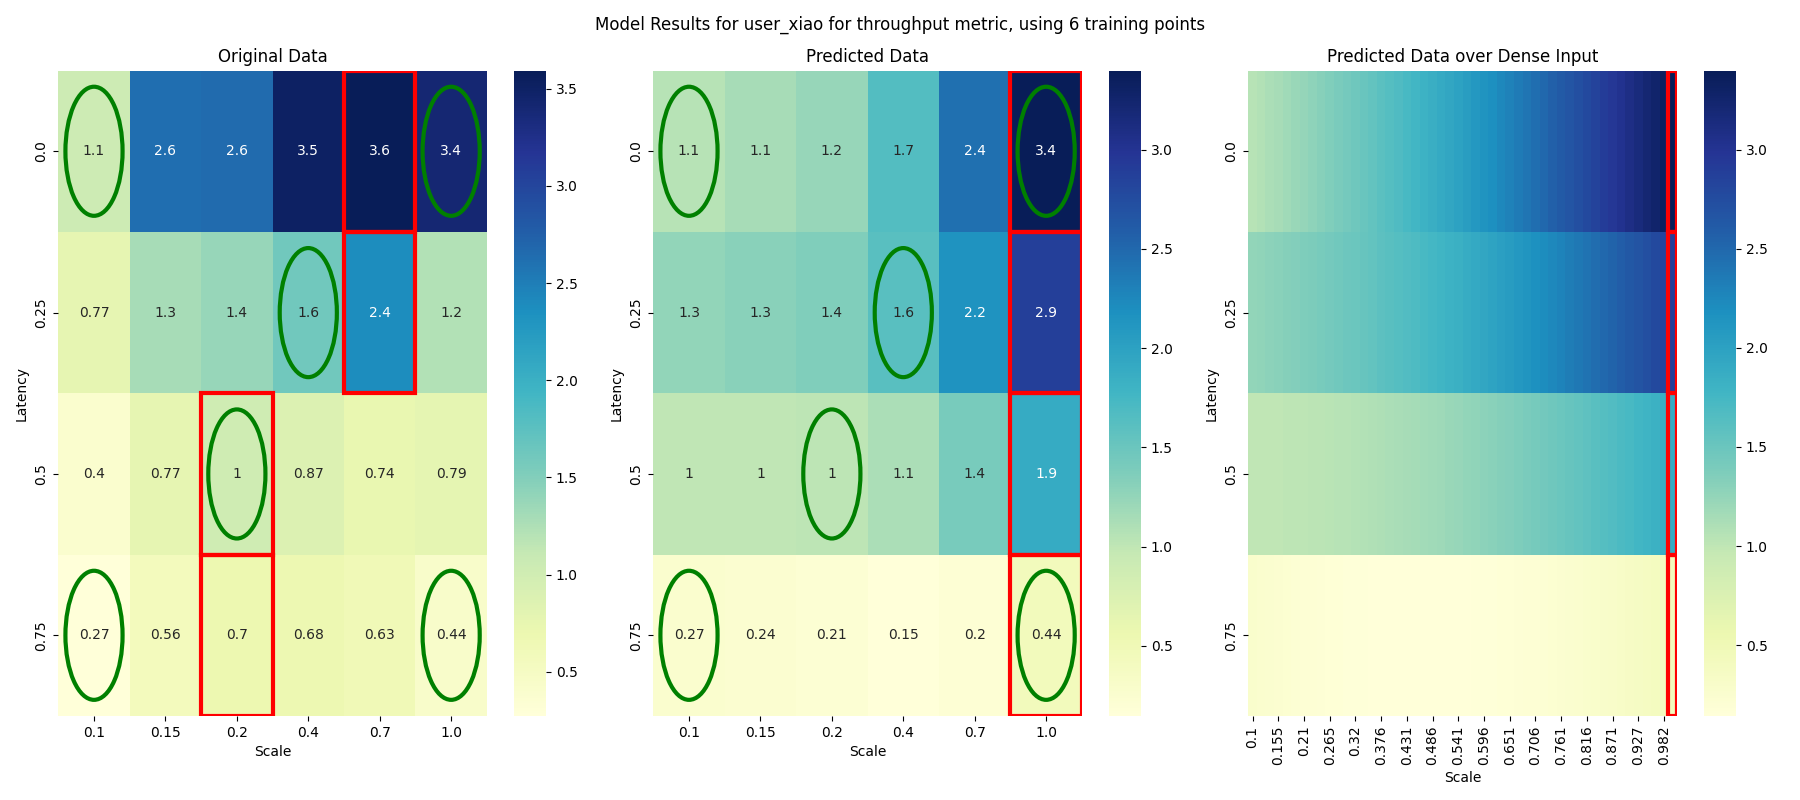 Model Results for user_xiao for throughput metric, using 6 training points
Original Data
0.0 1.1 2.6 2.6 3.5 3.6 3.4
0.25 0.77 1.3 1.4 1.6 2.4 1.2
0.5 0.4 0.77 1 0.87 0.74 0.79
0.75 0.27 0.56 0.7 0.68 0.63 0.44
0.1 0.15 0.2 0.4 0.7 1.0
Scale
Latency
3.5
3.0
2.5
2.0
1.5
1.0
0.5
Predicted Data
0.0 1.1 1.1 1.2 1.7 2.4 3.4
0.25 1.3 1.3 1.4 1.6 2.2 2.9
0.5 1 1 1 1.1 1.4 1.9
0.75 0.27 0.24 0.21 0.15 0.2 0.44
0.1 0.15 0.2 0.4 0.7 1.0
Scale
Latency
3.0
2.5
2.0
1.5
1.0
0.5
Predicted Data over Dense Input
0.0
0.25
0.5
0.75
0.1 0.155 0.21 0.265 0.32 0.376 0.431 0.486 0.541 0.596 0.651 0.706 0.761 0.816 0.871 0.927 0.982
Scale
Latency
3.0
2.5
2.0
1.5
1.0
0.5